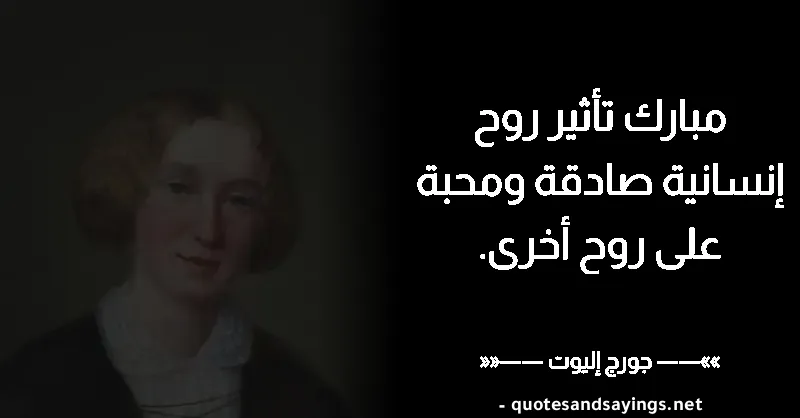 مبارك تأثير روح
إنسانية صادقة ومحبة
على روح أخرى.
»»—— جورج إليوت ——««
- quotesandsayings.net